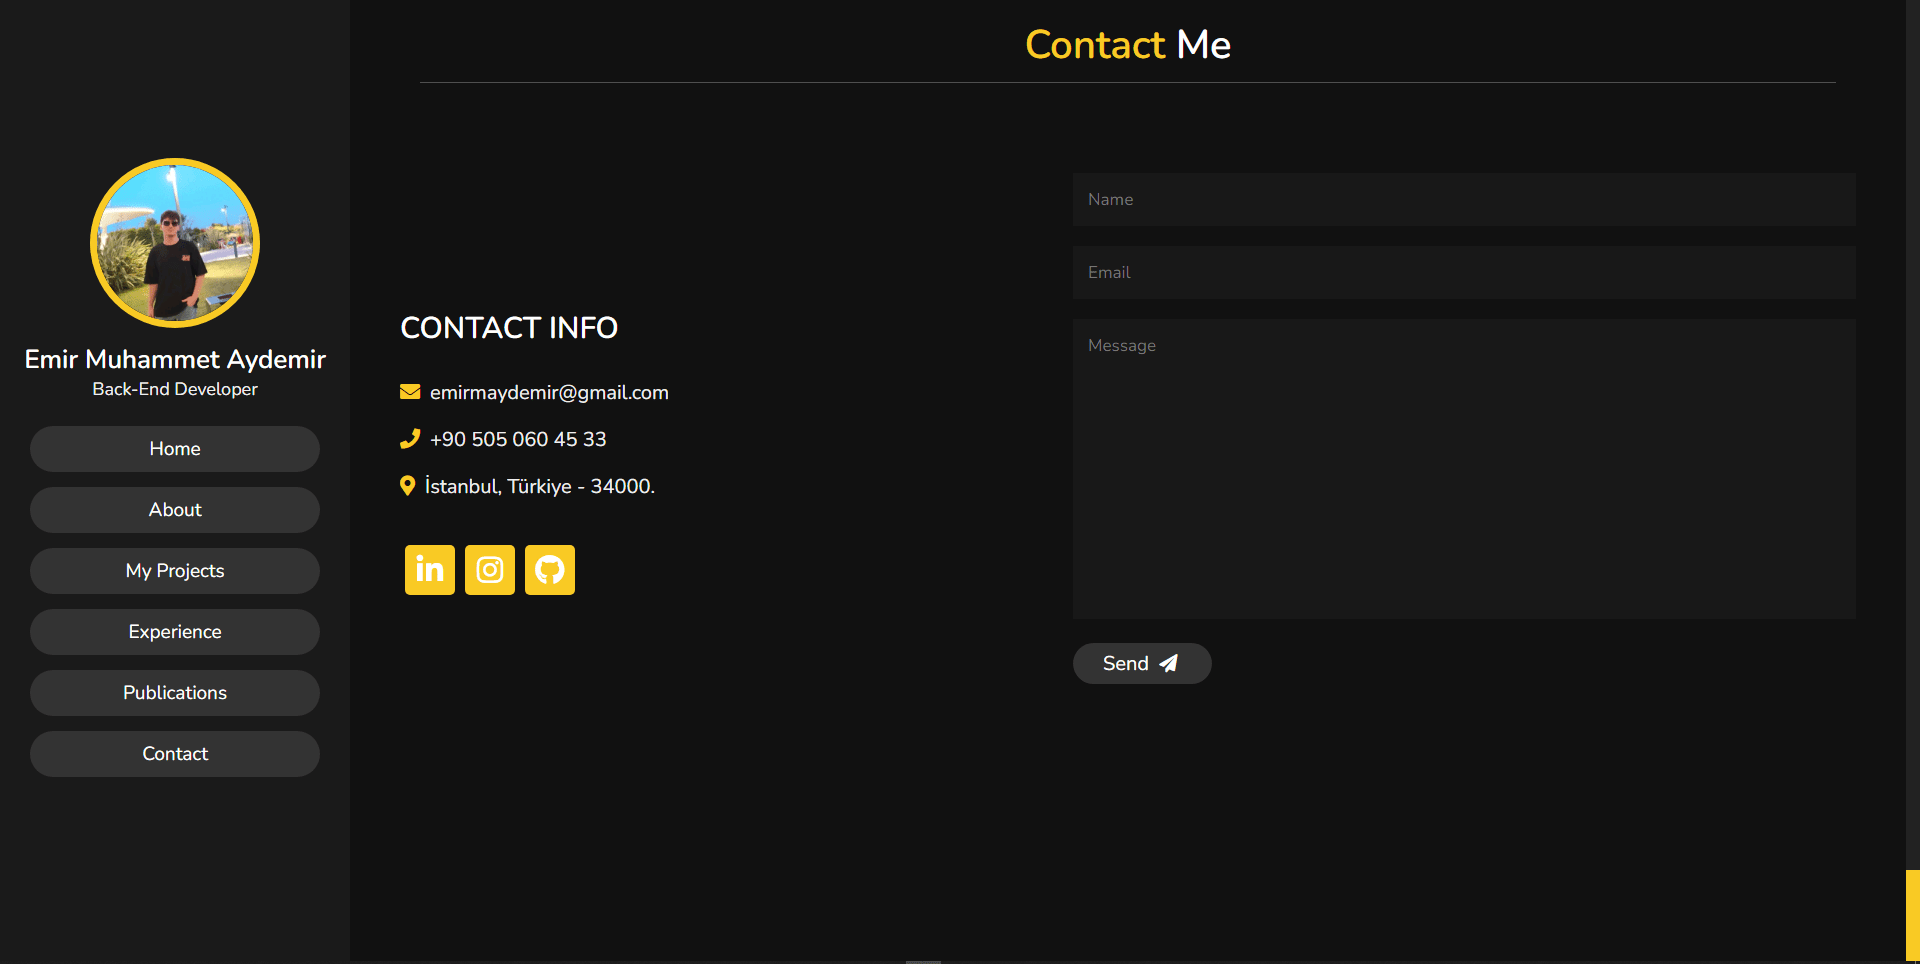 Emir Muhammet Aydemir
Back-End Developer
Home
About
My Projects
Experience
Publications
Contact
Contact Me
CONTACT INFO
emirmaydemir@gmail.com
+90 505 060 45 33
İstanbul, Türkiye - 34000.
in
Name
Email
Message
Send